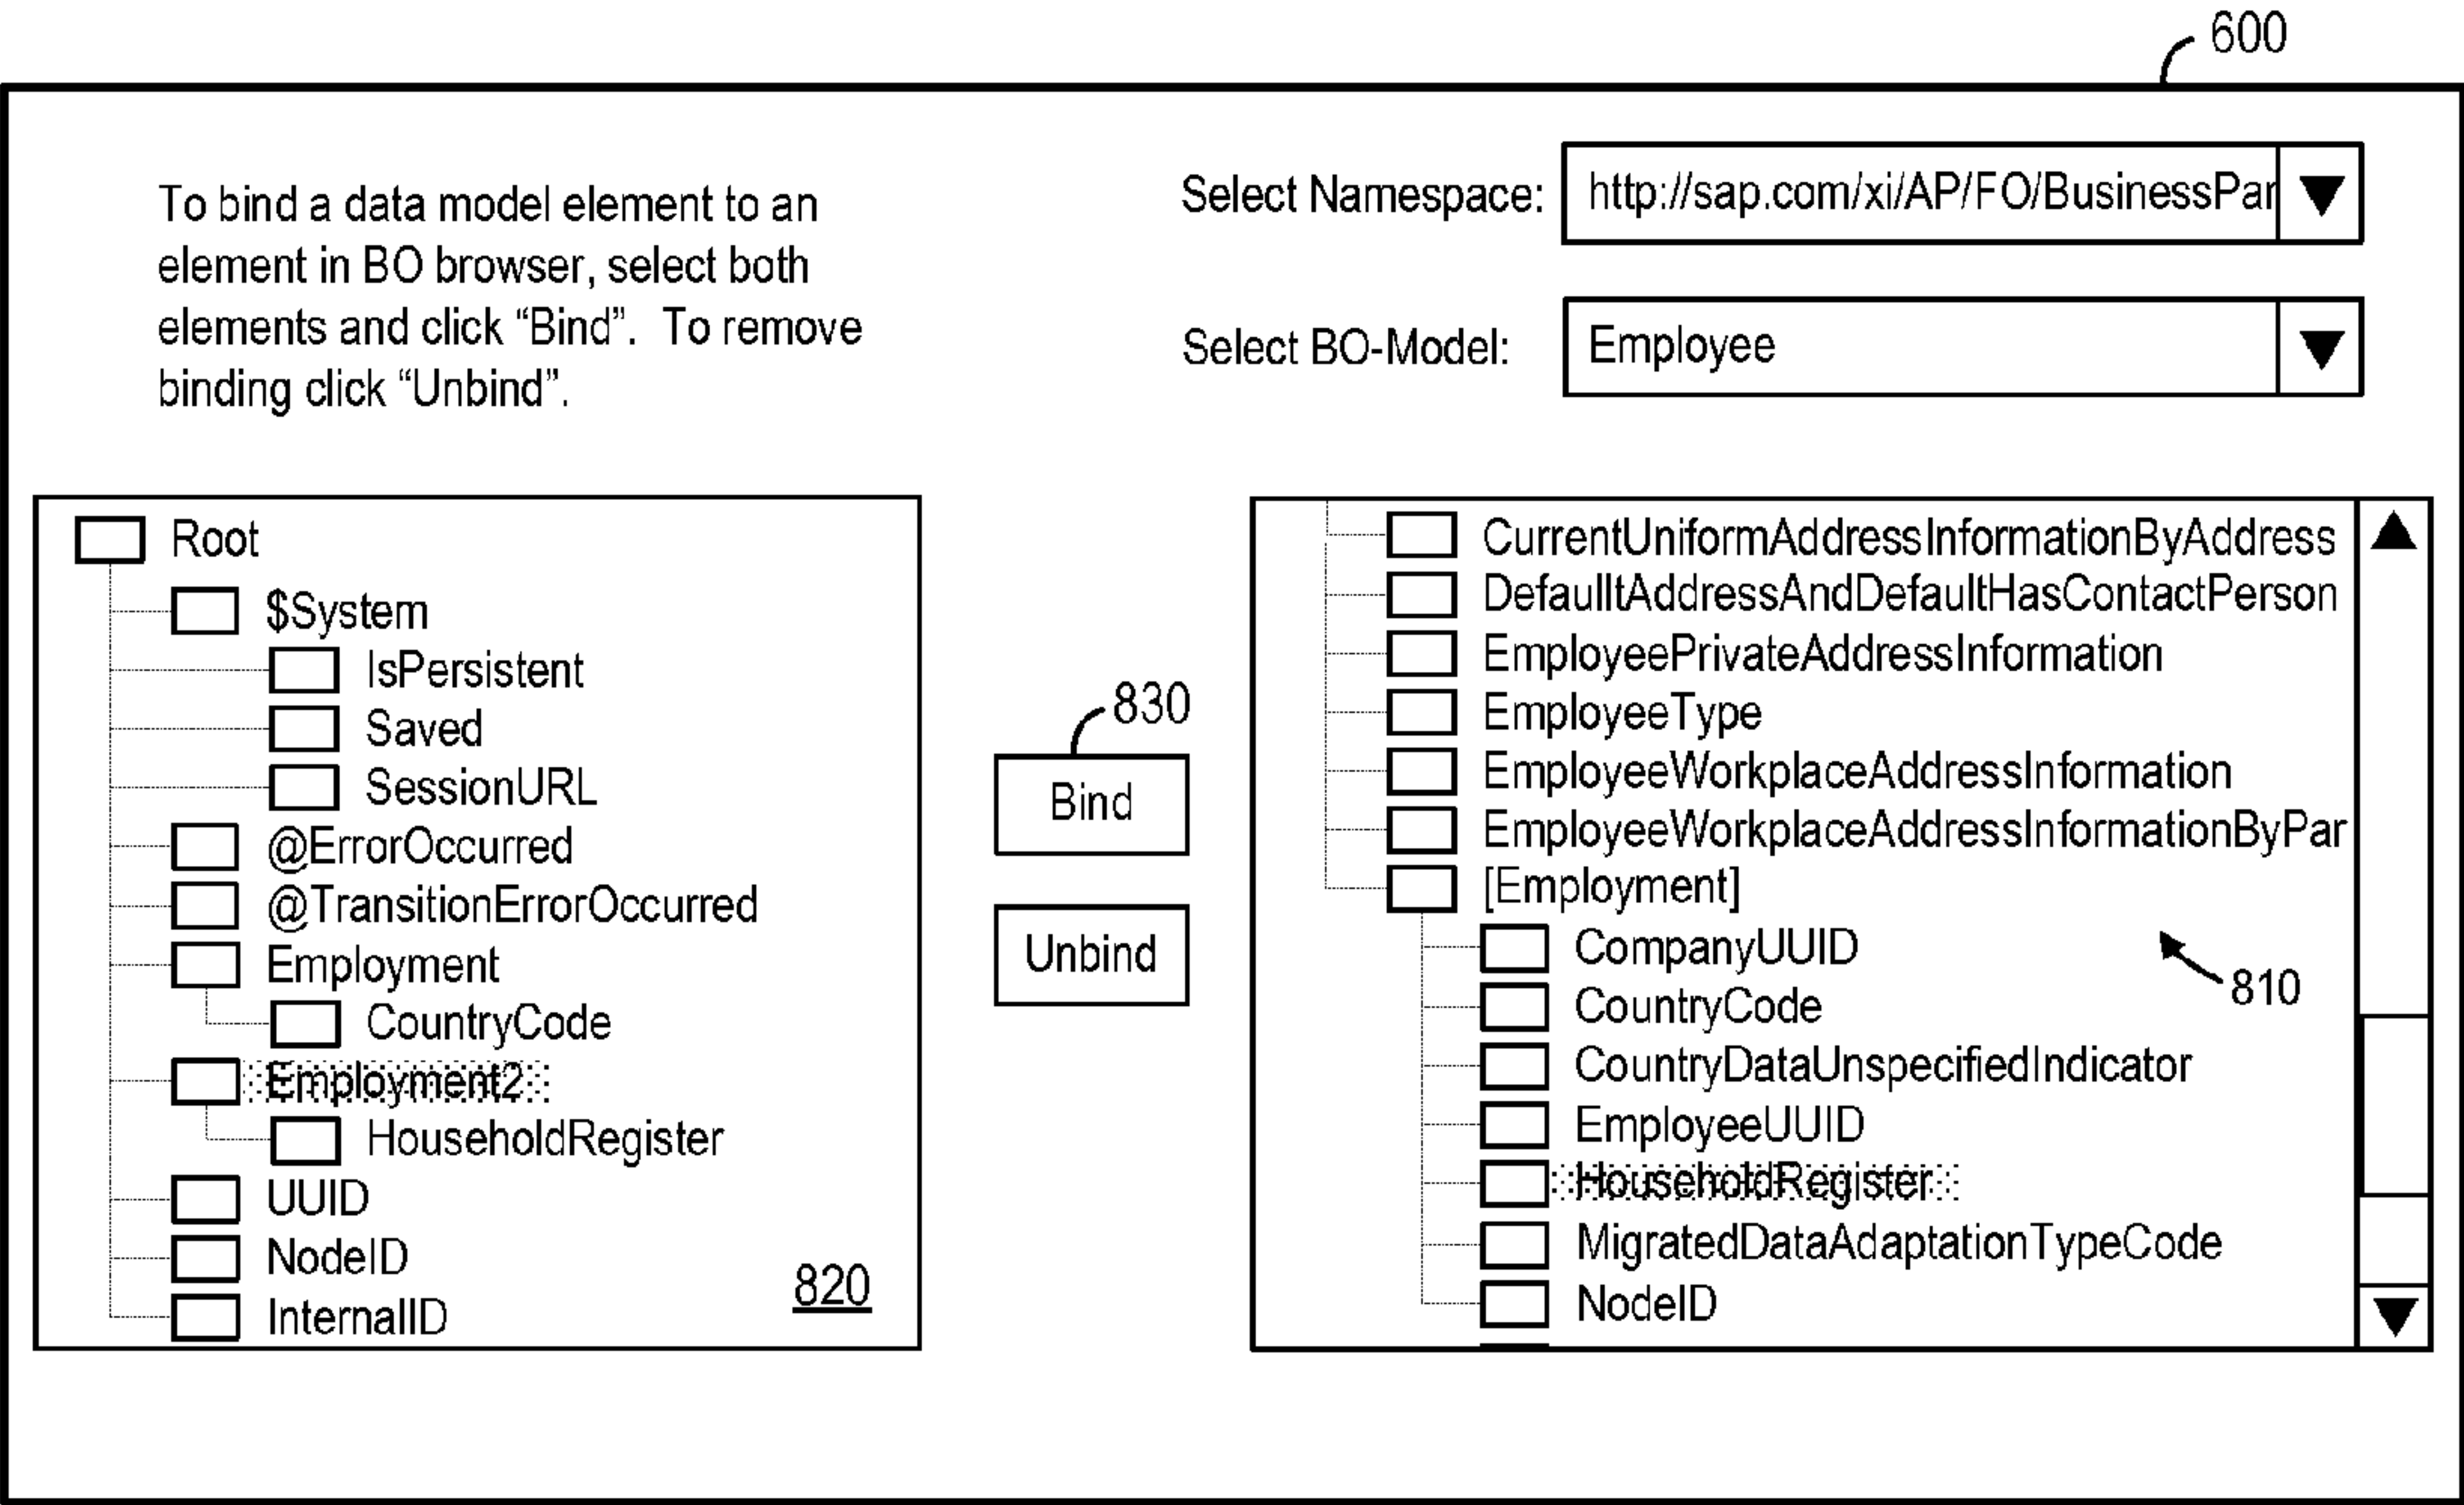 600
To bind a data model element to an
element in BO browser, select both
elements and click “Bind”.  To remove
binding click “Unbind”.
Select Namespace:
http://sap.com/xi/AP/FO/BusinessPar
Select BO-Model:
Employee
Root
$System
IsPersistent
Saved
SessionURL
@ErrorOccurred
@TransitionErrorOccurred
Employment
CountryCode
Employment2
HouseholdRegister
UUID
NodeID
InternalID
820
830
Bind
Unbind
CurrentUniformAddressInformationByAddress
DefaulltAddressAndDefaultHasContactPerson
EmployeePrivateAddressInformation
EmployeeType
EmployeeWorkplaceAddressInformation
EmployeeWorkplaceAddressInformationByPar
[Employment]
CompanyUUID
CountryCode
CountryDataUnspecifiedIndicator
EmployeeUUID
HouseholdRegister
MigratedDataAdaptationTypeCode
NodeID
810